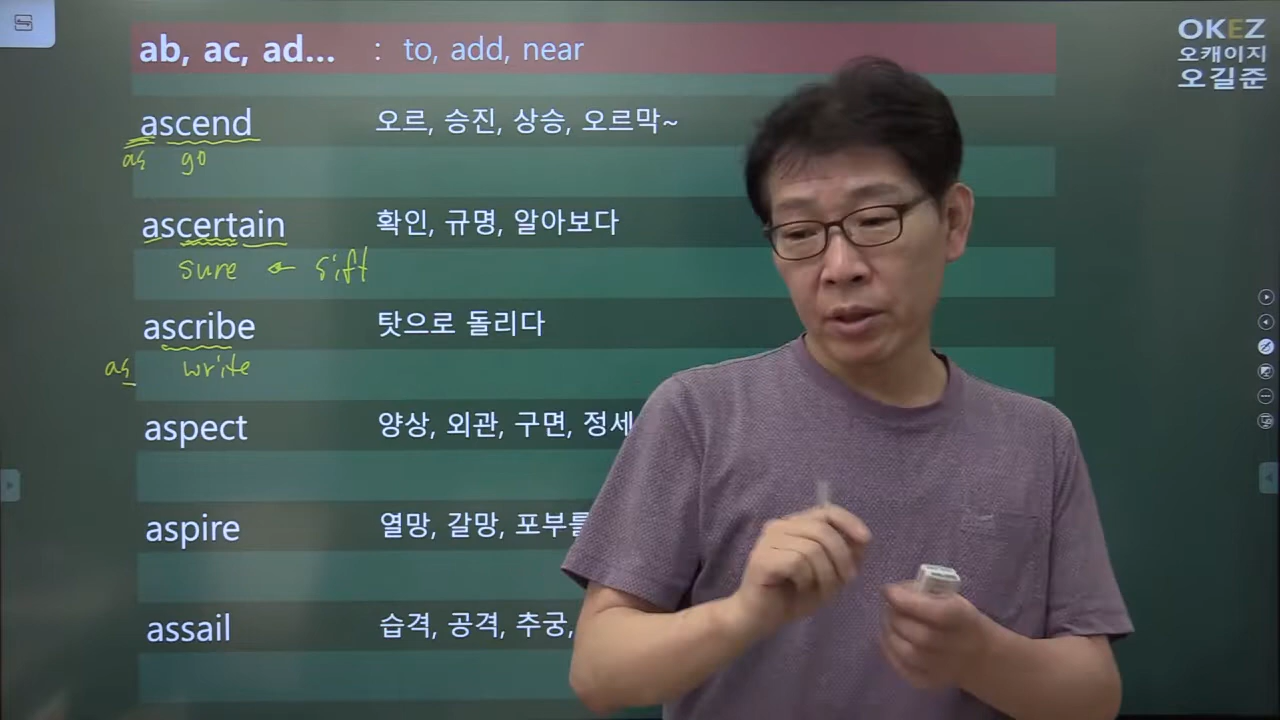 ab, ac, ad... : to, add, near
OKEZ
오캐이지
오길준
ascend 오르, 승진, 상승, 오르막~
as go
ascertain 확인, 규명, 알아보다
sure ← sift
ascribe 탓으로 돌리다
as write
aspect 양상, 외관, 구면, 정세
aspire 열망, 갈망, 포부를
assail 습격, 공격, 추궁,